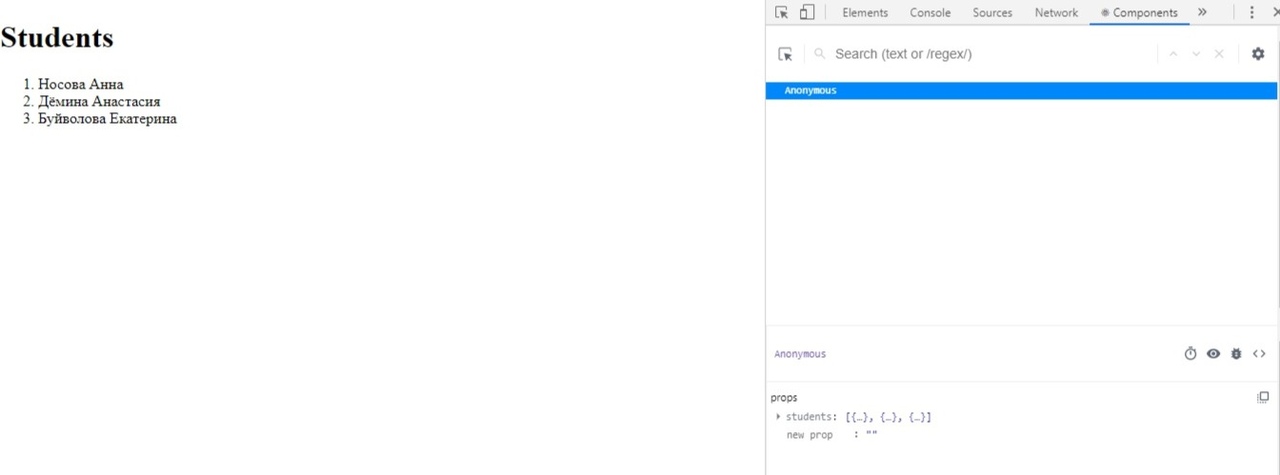 Students
1. Носова Анна
2. Дёмина Анастасия
3. Буйволова Екатерина
Elements Console Sources Network Components »
Search (text or /regex/)
Anonymous
Anonymous
props
students: [{…}, {…}, {…}]
new prop : ""